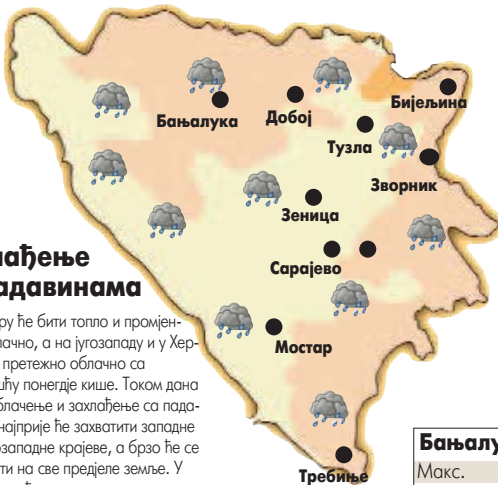 Бањалука
Добој
Бијељина
Тузла
Зворник
Зеница
Сарајево
Мостар
Требиње
лађење
адавинама
ру ће бити топло и промјен-
лачно, а на југозападу и у Хер-
претежно облачно са
шћу понегдје кише. Током дана
блачење и захлађење са пада-
најприје ће захватити западне
озападне крајеве, а брзо ће се
ти на све предјеле земље. У
Бањалу
Макс.